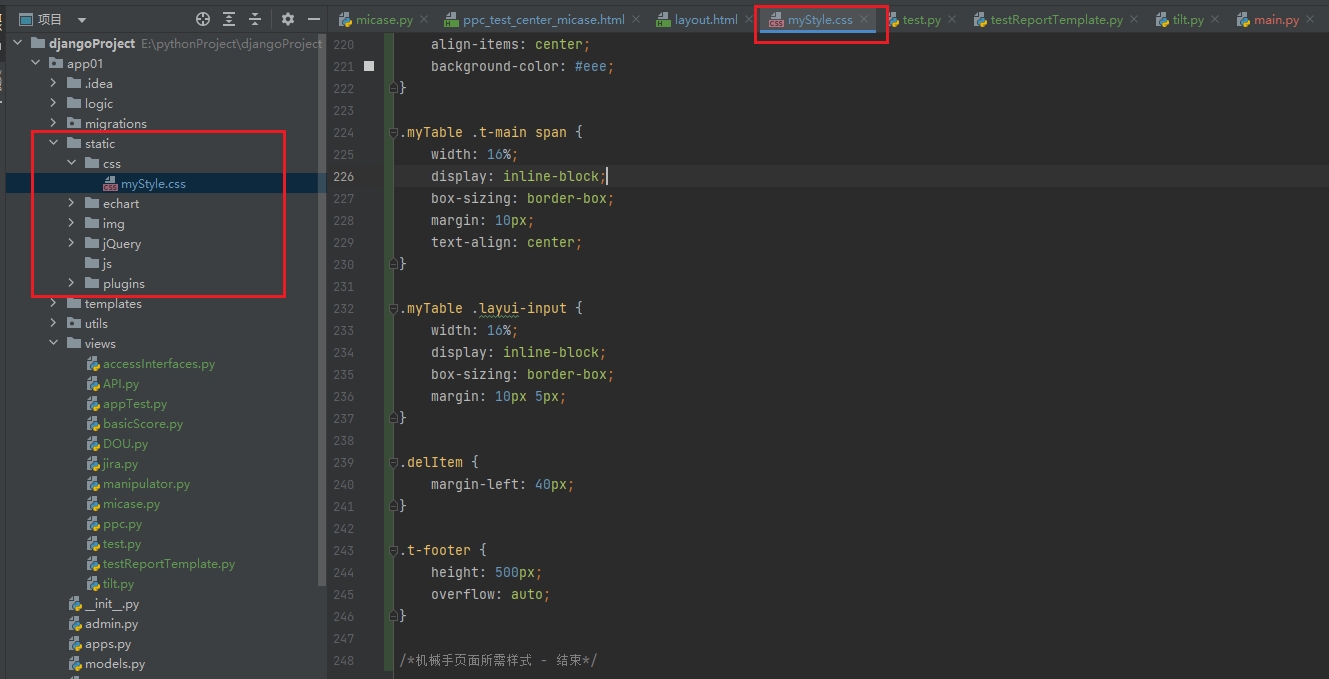 项目
micase.py
ppc_test_center_micase.html
layout.html
myStyle.css
test.py
testReportTemplate.py
tilt.py
main.py
djangoProject E:\pythonProject\djangoProject
app01
.idea
logic
migrations
static
css
myStyle.css
echart
img
jQuery
js
plugins
templates
utils
views
accessInterfaces.py
API.py
appTest.py
basicScore.py
DOU.py
jira.py
manipulator.py
micase.py
ppc.py
test.py
testReportTemplate.py
tilt.py
__init__.py
admin.py
apps.py
models.py
220 align-items: center;
221 background-color: #eee;
222 }
223
224 .myTable .t-main span {
225 width: 16%;
226 display: inline-block;
227 box-sizing: border-box;
228 margin: 10px;
229 text-align: center;
230 }
231
232 .myTable .layui-input {
233 width: 16%;
234 display: inline-block;
235 box-sizing: border-box;
236 margin: 10px 5px;
237 }
238
239 .delItem {
240 margin-left: 40px;
241 }
242
243 .t-footer {
244 height: 500px;
245 overflow: auto;
246 }
247
248 /*机械手页面所需样式 - 结束*/